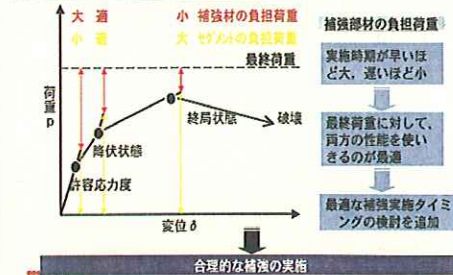 大 適 小 補強材の負担荷重
小 適 大 セグメントの負担荷重
最終荷重
荷重P
終局状態
破壊
降伏状態
許容応力度
変位δ
補強部材の負担荷重
実施時期が早いほ
ど大，遅いほど小
最終荷重に対して、
両方の性能を使い
きるのが最適
最適な補強実施タイミ
ングの検討を追加
合理的な補強の実施